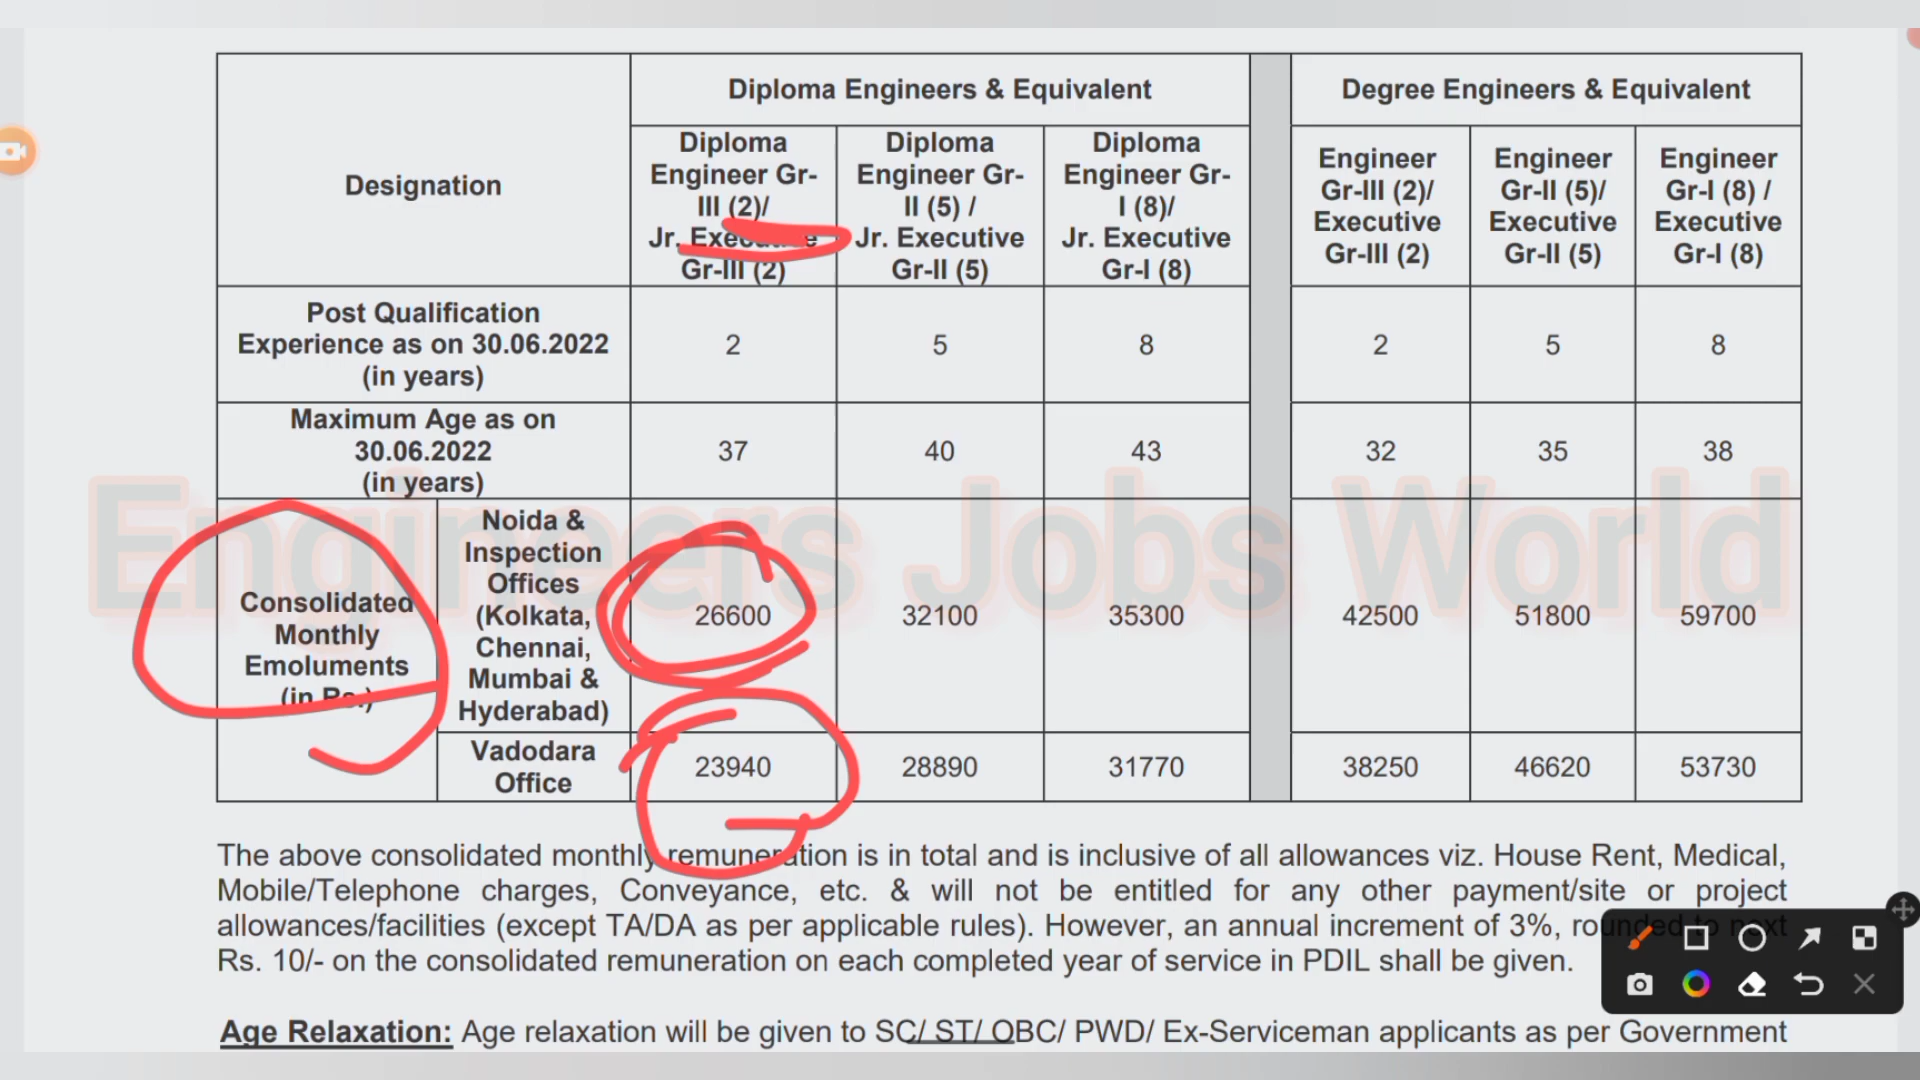 Diploma Engineers & Equivalent
Degree Engineers & Equivalent
Designation
Diploma
Engineer Gr-
III (2)/
Jr. Executive
Gr-III (2)
Diploma
Engineer Gr-
II (5) /
Jr. Executive
Gr-II (5)
Diploma
Engineer Gr-
I (8)/
Jr. Executive
Gr-I (8)
Engineer
Gr-III (2)/
Executive
Gr-III (2)
Engineer
Gr-II (5)/
Executive
Gr-II (5)
Engineer
Gr-I (8) /
Executive
Gr-I (8)
Post Qualification
Experience as on 30.06.2022
(in years)
2
5
8
2
5
8
Maximum Age as on
30.06.2022
(in years)
37
40
43
32
35
38
Engineers Jobs World
Consolidated
Monthly
Emoluments
(in Rs.)
Noida &
Inspection
Offices
(Kolkata,
Chennai,
Mumbai &
Hyderabad)
26600
32100
35300
42500
51800
59700
Vadodara
Office
23940
28890
31770
38250
46620
53730
The above consolidated monthly remuneration is in total and is inclusive of all allowances viz. House Rent, Medical,
Mobile/Telephone charges, Conveyance, etc. & will not be entitled for any other payment/site or project
allowances/facilities (except TA/DA as per applicable rules). However, an annual increment of 3%, rounded to next
Rs. 10/- on the consolidated remuneration on each completed year of service in PDIL shall be given.
Age Relaxation: Age relaxation will be given to SC/ ST/ OBC/ PWD/ Ex-Serviceman applicants as per Government